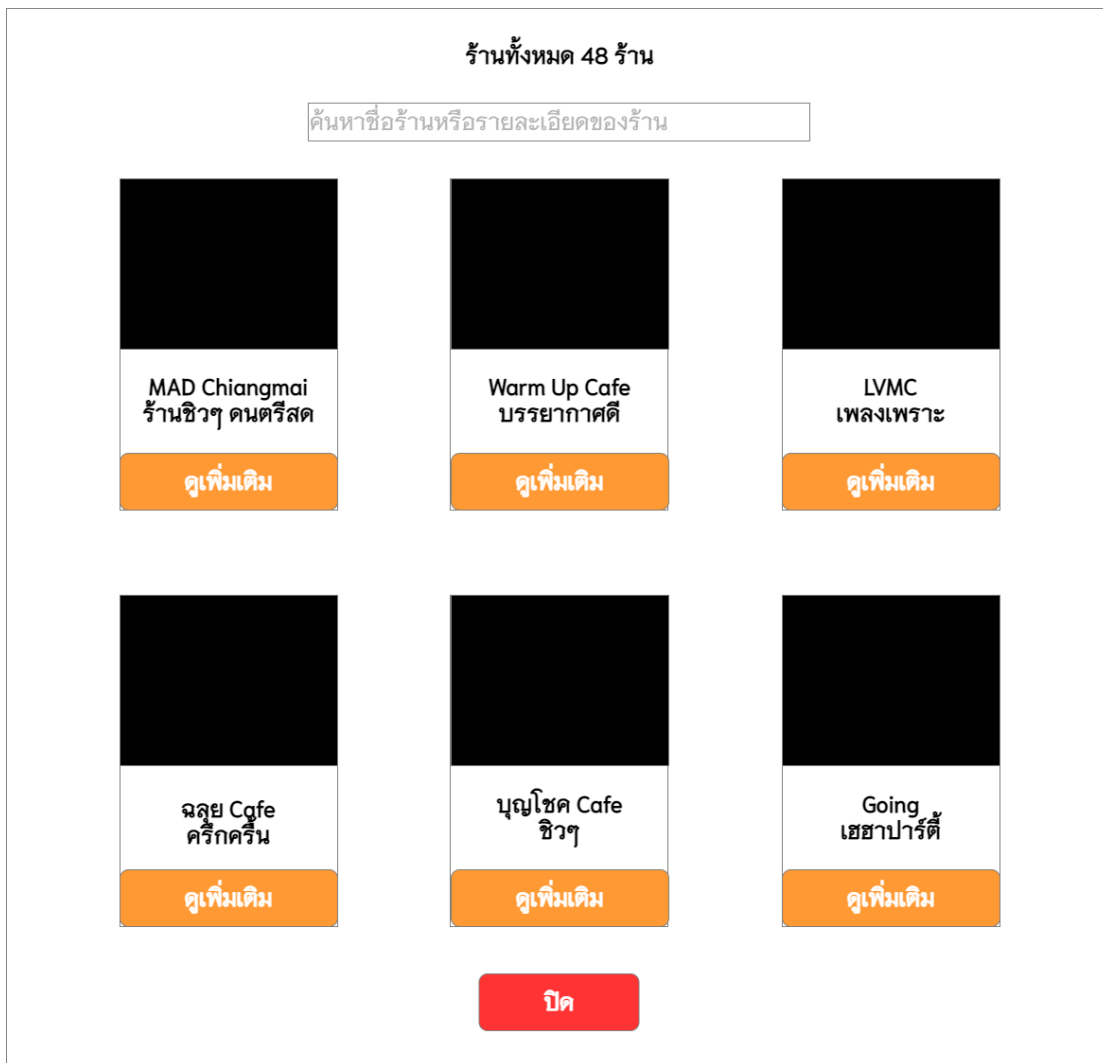 ร้านทั้งหมด 48 ร้าน
ค้นหาชื่อร้านหรือรายละเอียดของร้าน
MAD Chiangmai
ร้านชิวๆ ดนตรีสด
ดูเพิ่มเติม
Warm Up Cafe
บรรยากาศดี
ดูเพิ่มเติม
LVMC
เพลงเพราะ
ดูเพิ่มเติม
ฉลุย Cafe
ครึกครื้น
ดูเพิ่มเติม
บุญโชค Cafe
ชิวๆ
ดูเพิ่มเติม
Going
เฮฮาปาร์ตี้
ดูเพิ่มเติม
ปิด